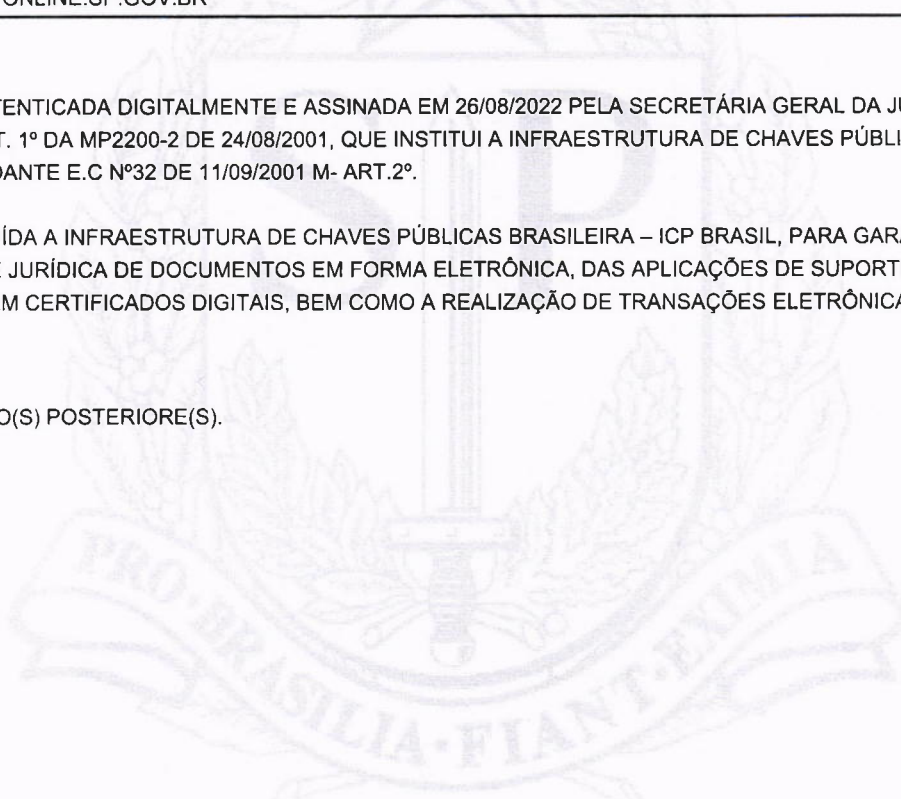 ONLINE.SP.GOV.BR
TENTICADA DIGITALMENTE E ASSINADA EM 26/08/2022 PELA SECRETÁRIA GERAL DA JU
T. 1º DA MP2200-2 DE 24/08/2001, QUE INSTITUI A INFRAESTRUTURA DE CHAVES PÚBLI
DANTE E.C Nº32 DE 11/09/2001 M- ART.2º.
ÍDA A INFRAESTRUTURA DE CHAVES PÚBLICAS BRASILEIRA – ICP BRASIL, PARA GARA
E JURÍDICA DE DOCUMENTOS EM FORMA ELETRÔNICA, DAS APLICAÇÕES DE SUPORT
M CERTIFICADOS DIGITAIS, BEM COMO A REALIZAÇÃO DE TRANSAÇÕES ELETRÔNICA
O(S) POSTERIORE(S).
SP
PRO·BRASILIA·FIANT·EXIMIA